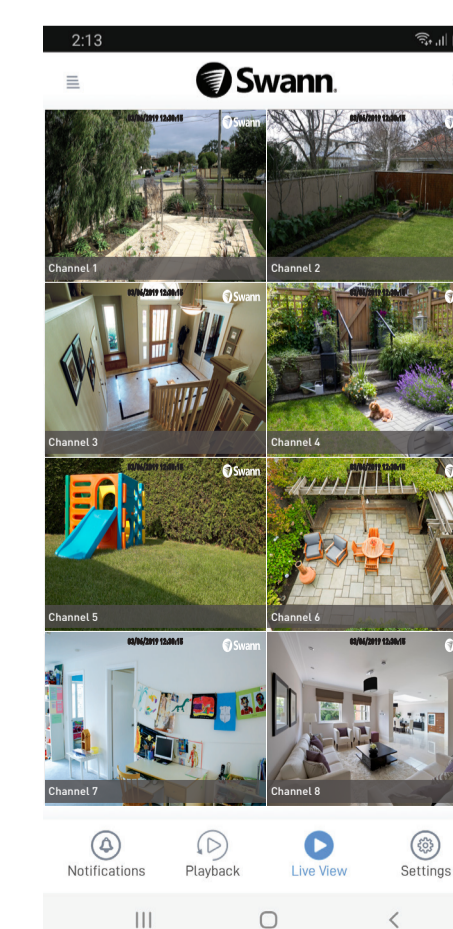 2:13
Swann
03/06/2019 12:30:15
Swann
Channel 1
03/06/2019 12:30:15
Channel 2
03/06/2019 12:30:15
Swann
Channel 3
03/06/2019 12:30:15
Channel 4
03/06/2019 12:30:15
Swann
Channel 5
03/06/2019 12:30:15
Channel 6
03/06/2019 12:30:15
Swann
Channel 7
03/06/2019 12:30:15
Channel 8
Notifications
Playback
Live View
Settings